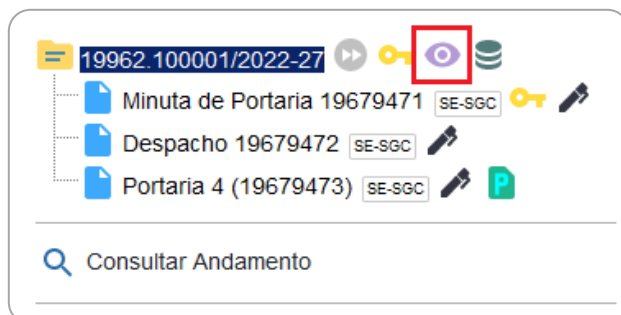 19962.100001/2022-27
Minuta de Portaria 19679471 SE-SGC
Despacho 19679472 SE-SGC
Portaria 4 (19679473) SE-SGC P
Consultar Andamento